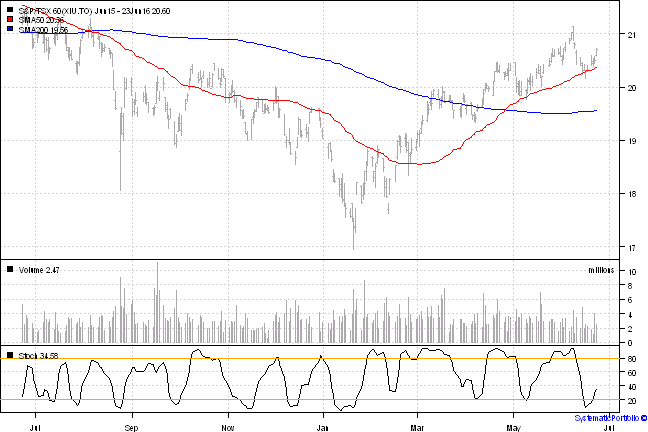 S&P/TSX 60(XIU.TO) Jun 15 - 23Jun16 20.60
SMA50 20.36
SMA200 19.56
21
20
19
18
17
Volume 2.47
millions
10
8
6
4
2
0
Stoch 34.58
80
60
40
20
Jul Sep Nov Jan Mar May Jul
SystematicPortfolio ©